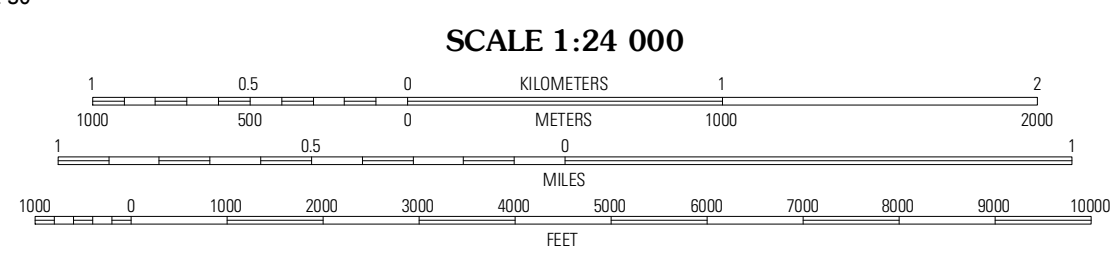 SCALE 1:24 000
1 0.5 0 KILOMETERS 1 2
1000 500 0 METERS 1000 2000
1 0.5 0 1
MILES
1000 0 1000 2000 3000 4000 5000 6000 7000 8000 9000 10000
FEET